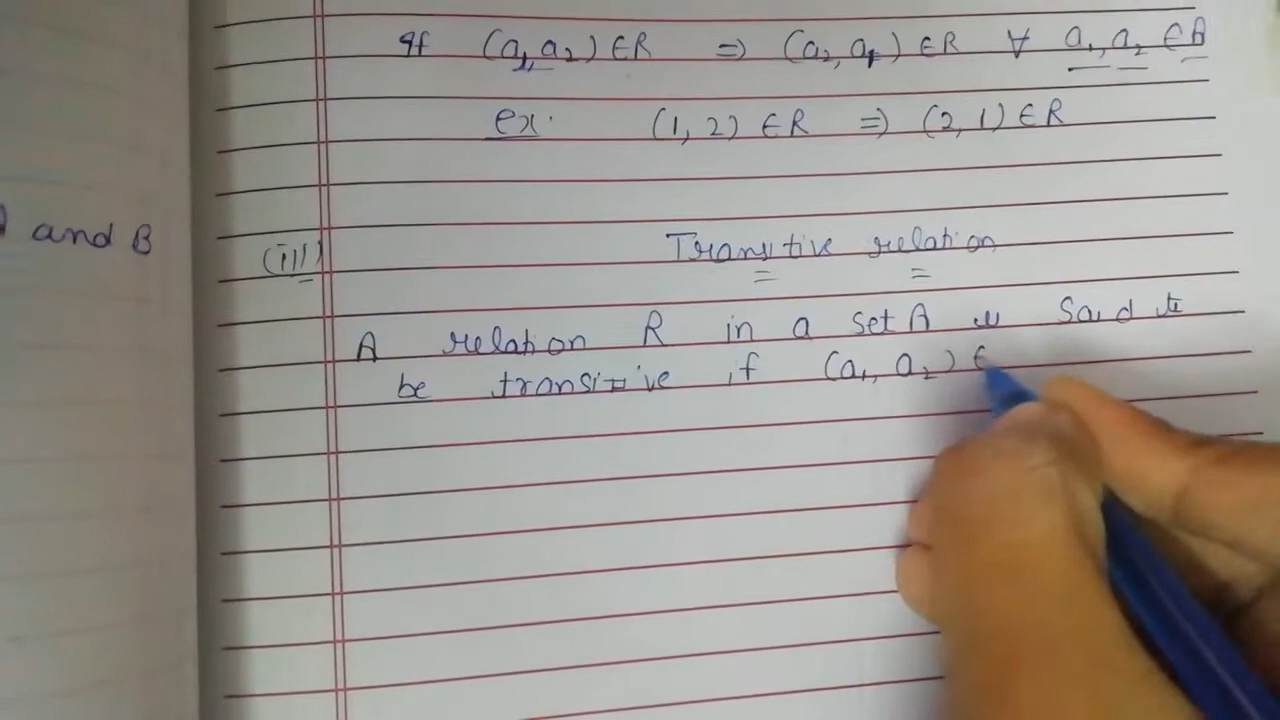 If (a₁, a₂) ∈ R ⇒ (a₂, a₁) ∈ R ∀ a₁, a₂ ∈ A
ex. (1, 2) ∈ R ⇒ (2, 1) ∈ R
and B
(iii) Transitive relation
A relation R in a set A is said to
be transitive if (a₁, a₂) ∈